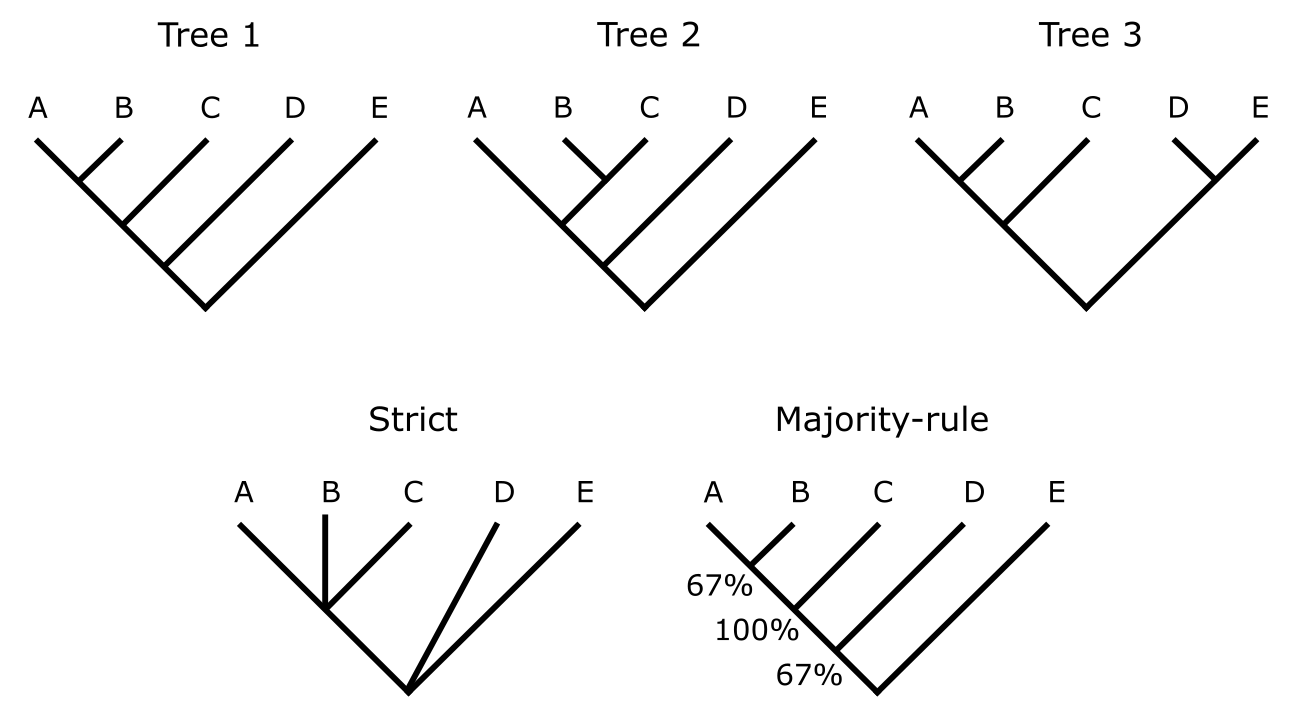 Tree 1 Tree 2 Tree 3
A B C D E A B C D E A B C D E
Strict Majority-rule
A B C D E A B C D E
67%
100%
67%